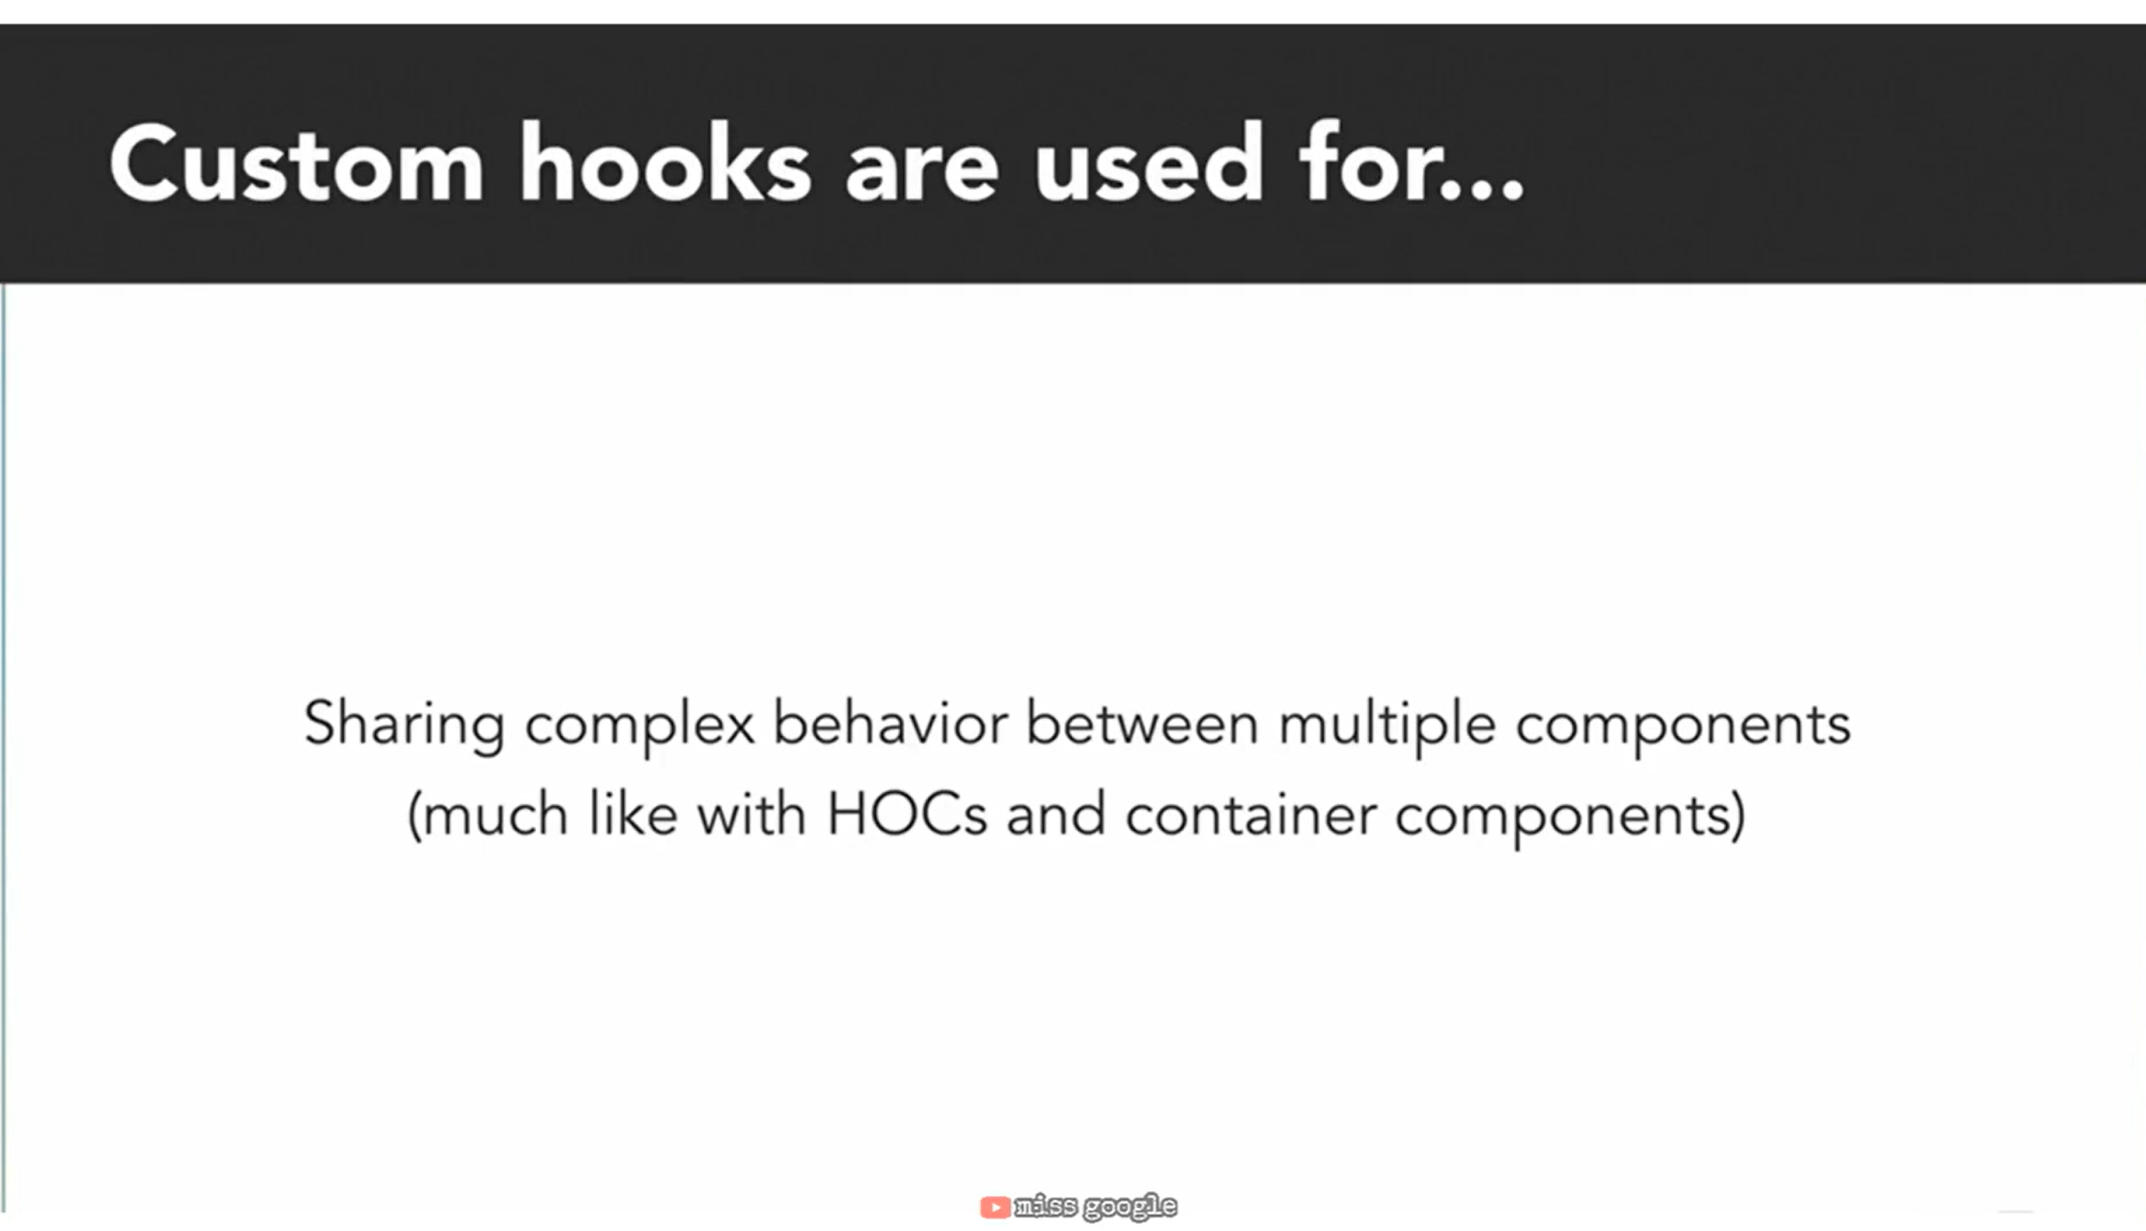 Custom hooks are used for...
Sharing complex behavior between multiple components
(much like with HOCs and container components)
miss google